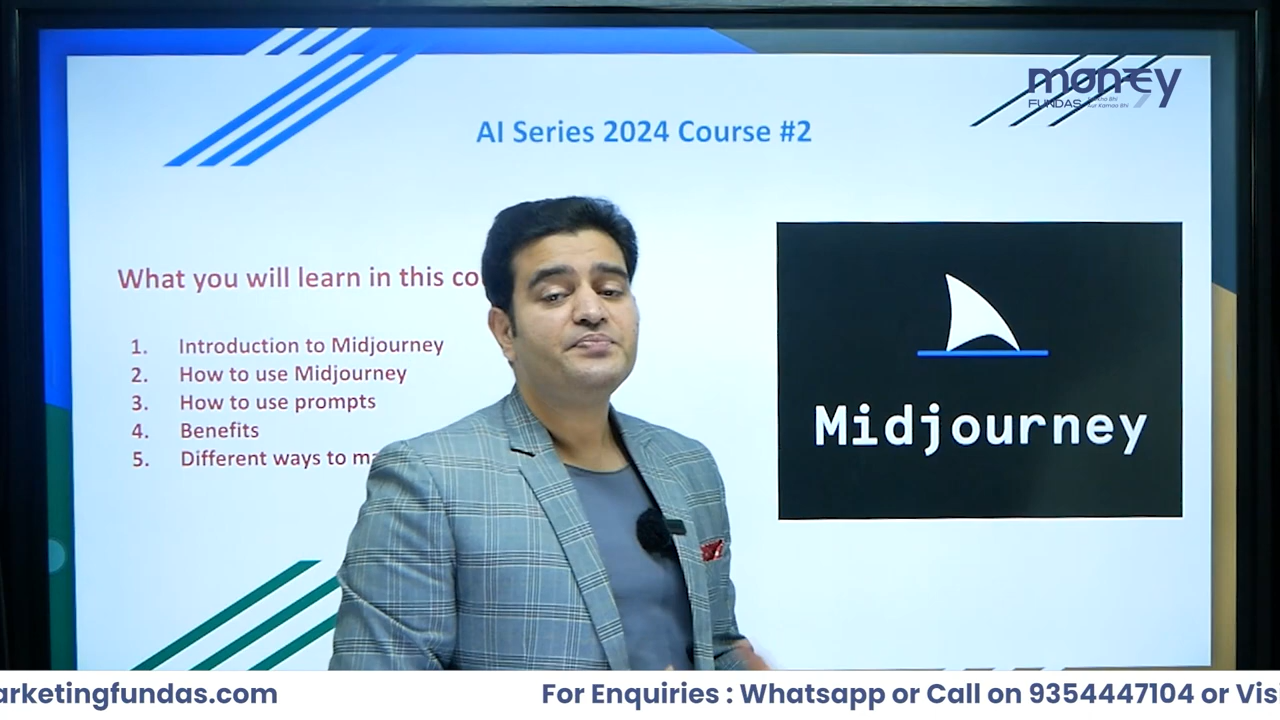 money
FUNDAS
AI Series 2024 Course #2
What you will learn in this co
1. Introduction to Midjourney
2. How to use Midjourney
3. How to use prompts
4. Benefits
5. Different ways to ma
Midjourney
arketingfundas.com For Enquiries : Whatsapp or Call on 9354447104 or Visi